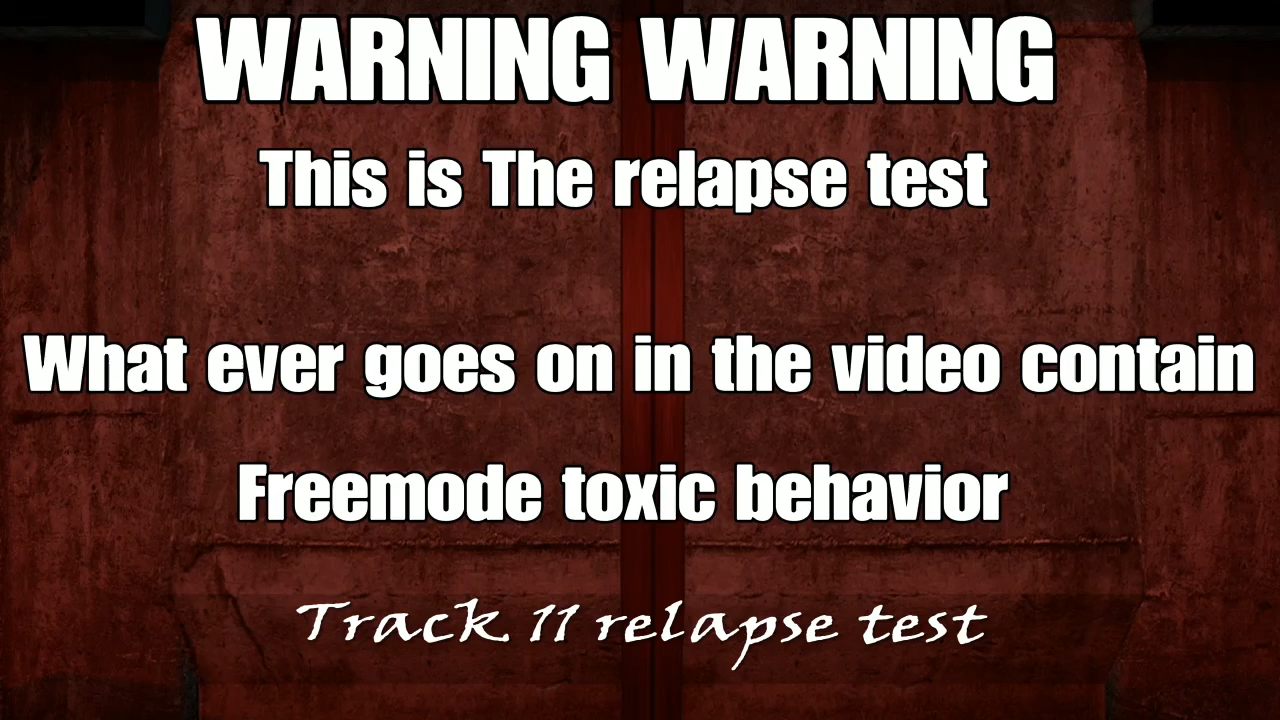 WARNING WARNING
This is The relapse test
What ever goes on in the video contain
Freemode toxic behavior
Track 11 relapse test